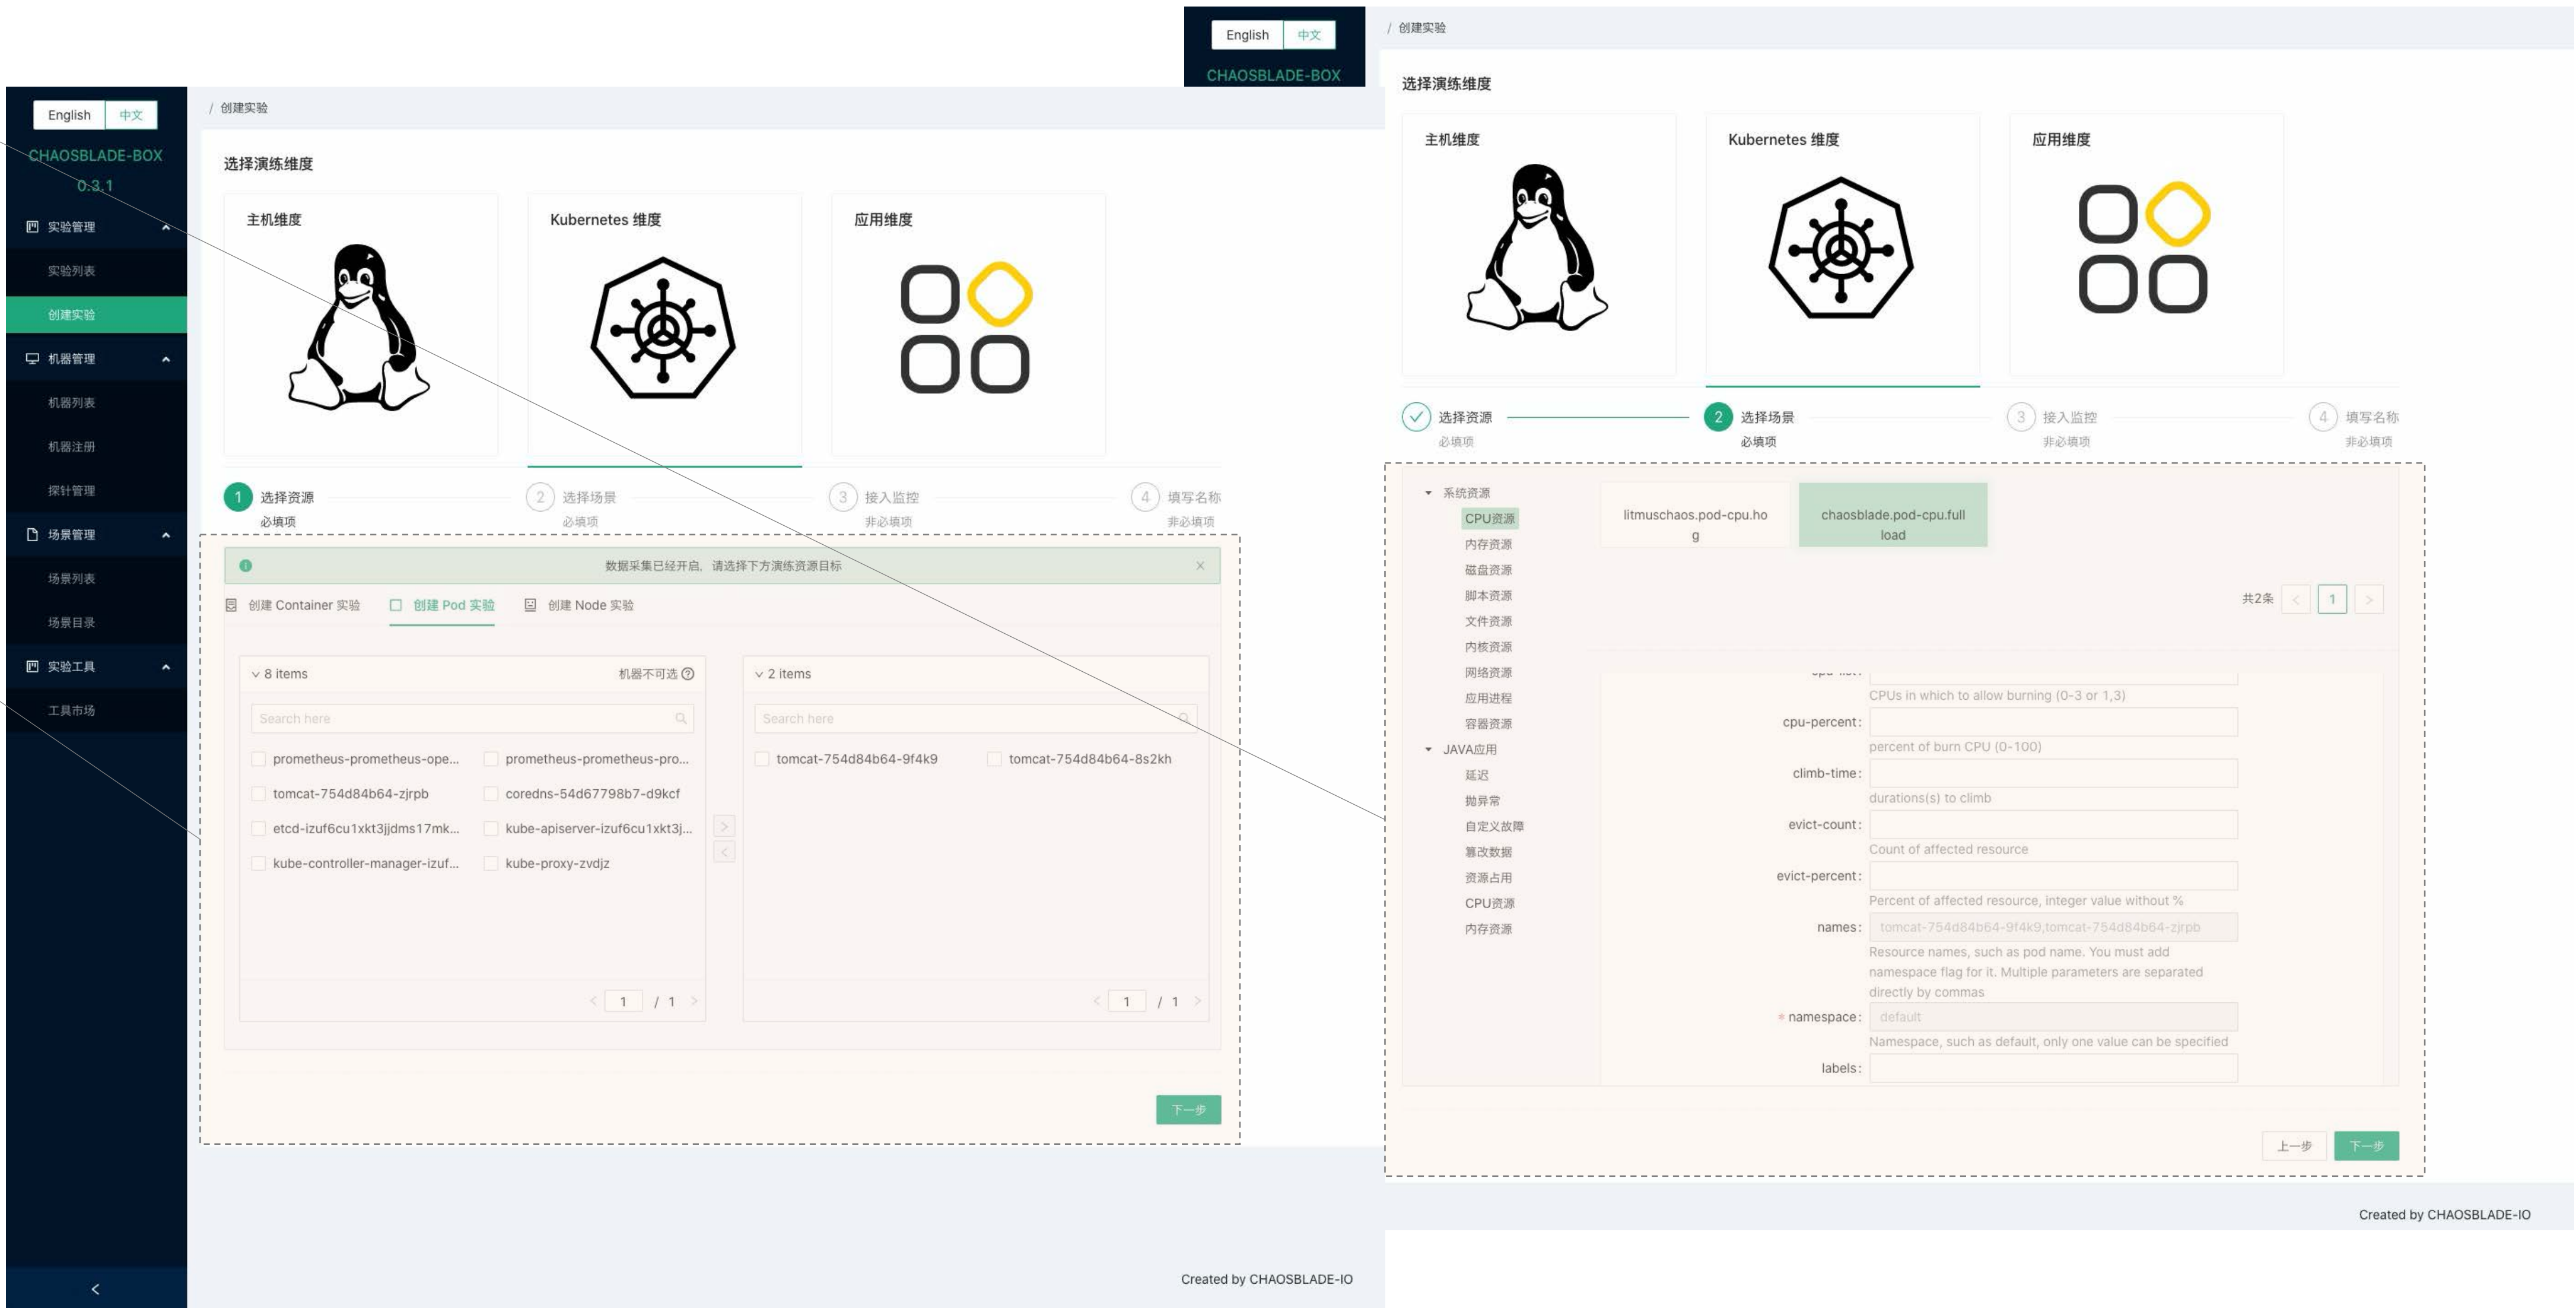 English 中文
CHAOSBLADE-BOX
0.3.1
实验管理
实验列表
创建实验
机器管理
机器列表
机器注册
探针管理
场景管理
场景列表
场景目录
实验工具
工具市场
/ 创建实验
选择演练维度
主机维度
Kubernetes 维度
应用维度
1 选择资源
必填项
2 选择场景
必填项
3 接入监控
非必填项
4 填写名称
非必填项
数据采集已经开启,请选择下方演练资源目标
创建 Container 实验 创建 Pod 实验 创建 Node 实验
8 items 机器不可选
Search here
prometheus-prometheus-ope... prometheus-prometheus-pro...
tomcat-754d84b64-zjrpb coredns-54d67798b7-d9kcf
etcd-izuf6cu1xkt3jjdms17mk... kube-apiserver-izuf6cu1xkt3j...
kube-controller-manager-izuf... kube-proxy-zvdjz
< 1 / 1 >
2 items
Search here
tomcat-754d84b64-9f4k9 tomcat-754d84b64-8s2kh
< 1 / 1 >
下一步
Created by CHAOSBLADE-IO
English 中文
CHAOSBLADE-BOX
/ 创建实验
选择演练维度
主机维度
Kubernetes 维度
应用维度
选择资源
必填项
2 选择场景
必填项
3 接入监控
非必填项
4 填写名称
非必填项
系统资源
CPU资源
内存资源
磁盘资源
脚本资源
文件资源
内核资源
网络资源
应用进程
容器资源
JAVA应用
延迟
抛异常
自定义故障
篡改数据
资源占用
CPU资源
内存资源
litmuschaos.pod-cpu.ho
g
chaosblade.pod-cpu.full
load
共2条 < 1 >
CPUs in which to allow burning (0-3 or 1,3)
cpu-percent:
percent of burn CPU (0-100)
climb-time:
durations(s) to climb
evict-count:
Count of affected resource
evict-percent:
Percent of affected resource, integer value without %
names: tomcat-754d84b64-9f4k9,tomcat-754d84b64-zjrpb
Resource names, such as pod name. You must add
namespace flag for it. Multiple parameters are separated
directly by commas
* namespace: default
Namespace, such as default, only one value can be specified
labels:
上一步 下一步
Created by CHAOSBLADE-IO